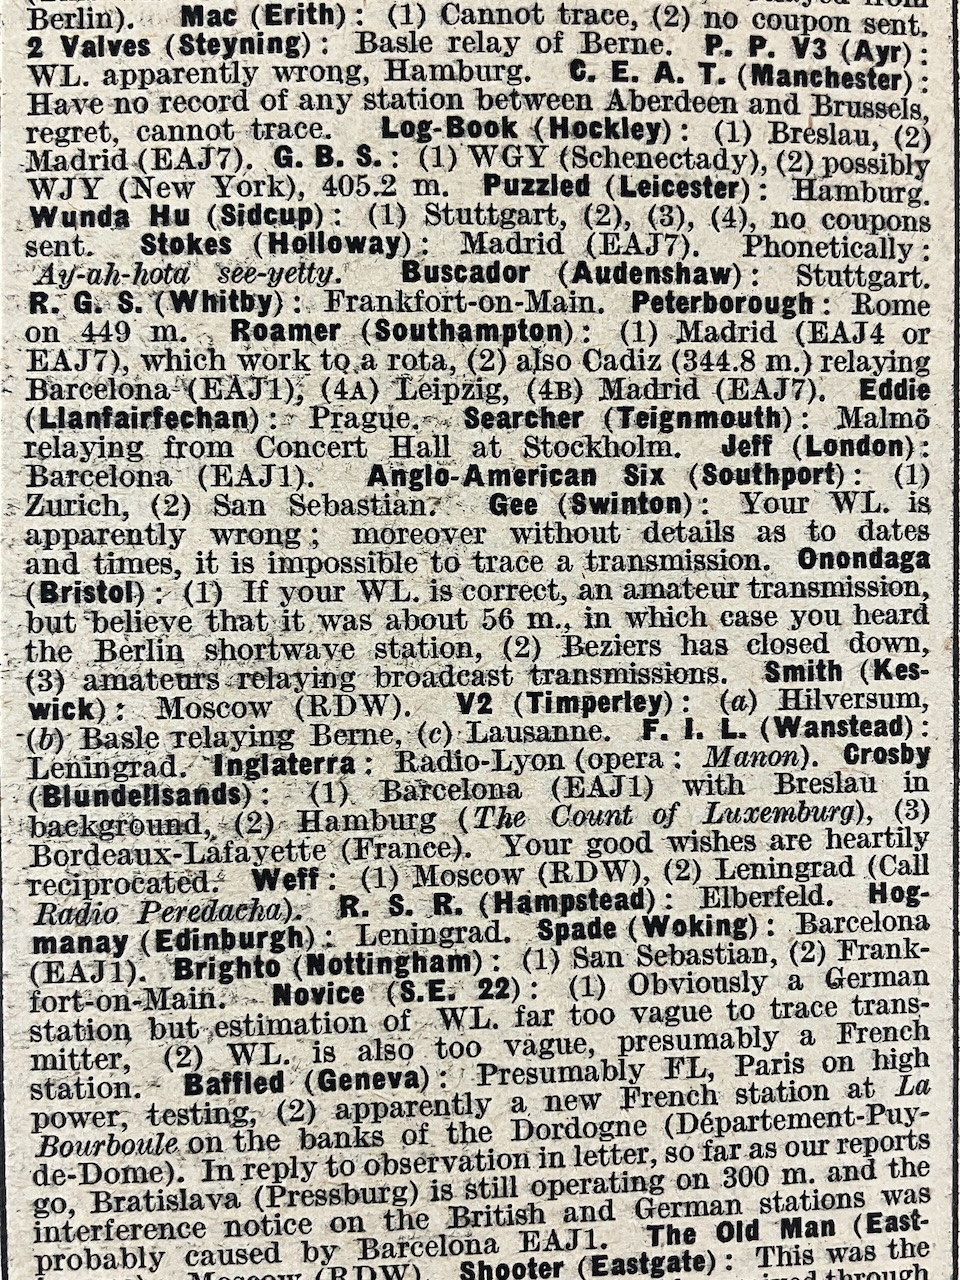 Berlin). Mac (Erith): (1) Cannot trace, (2) no coupon sent.
2 Valves (Steyning): Basle relay of Berne. P. P. V3 (Ayr):
WL. apparently wrong, Hamburg. C. E. A. T. (Manchester):
Have no record of any station between Aberdeen and Brussels,
regret, cannot trace. Log-Book (Hockley): (1) Breslau, (2)
Madrid (EAJ7). G. B. S.: (1) WGY (Schenectady), (2) possibly
WJY (New York), 405.2 m. Puzzled (Leicester): Hamburg.
Wunda Hu (Sidcup): (1) Stuttgart, (2), (3), (4), no coupons
sent. Stokes (Holloway): Madrid (EAJ7). Phonetically:
Ay-ah-hota see-yetty. Buscador (Audenshaw): Stuttgart.
R. G. S. (Whitby): Frankfort-on-Main. Peterborough: Rome
on 449 m. Roamer (Southampton): (1) Madrid (EAJ4 or
EAJ7), which work to a rota, (2) also Cadiz (344.8 m.) relaying
Barcelona (EAJ1), (4A) Leipzig, (4B) Madrid (EAJ7). Eddie
(Llanfairfechan): Prague. Searcher (Teignmouth): Malmö
relaying from Concert Hall at Stockholm. Jeff (London):
Barcelona (EAJ1). Anglo-American Six (Southport): (1)
Zurich, (2) San Sebastian. Gee (Swinton): Your WL. is
apparently wrong; moreover without details as to dates
and times, it is impossible to trace a transmission. Onondaga
(Bristol): (1) If your WL. is correct, an amateur transmission,
but believe that it was about 56 m., in which case you heard
the Berlin shortwave station, (2) Beziers has closed down,
(3) amateurs relaying broadcast transmissions. Smith (Kes-
wick): Moscow (RDW). V2 (Timperley): (a) Hilversum,
(b) Basle relaying Berne, (c) Lausanne. F. I. L. (Wanstead):
Leningrad. Inglaterra: Radio-Lyon (opera: Manon). Crosby
(Blundellsands): (1) Barcelona (EAJ1) with Breslau in
background, (2) Hamburg (The Count of Luxemburg), (3)
Bordeaux-Lafayette (France). Your good wishes are heartily
reciprocated. Weff: (1) Moscow (RDW), (2) Leningrad (Call
Radio Peredacha). R. S. R. (Hampstead): Elberfeld. Hog-
manay (Edinburgh): Leningrad. Spade (Woking): Barcelona
(EAJ1). Brighto (Nottingham): (1) San Sebastian, (2) Frank-
fort-on-Main. Novice (S.E. 22): (1) Obviously a German
station but estimation of WL. far too vague to trace trans-
mitter, (2) WL. is also too vague, presumably a French
station. Baffled (Geneva): Presumably FL, Paris on high
power, testing, (2) apparently a new French station at La
Bourboule on the banks of the Dordogne (Département-Puy-
de-Dome). In reply to observation in letter, so far as our reports
go, Bratislava (Pressburg) is still operating on 300 m. and the
interference notice on the British and German stations was
probably caused by Barcelona EAJ1. The Old Man (East-
Moscow (RDW). Shooter (Eastgate): This was the
through